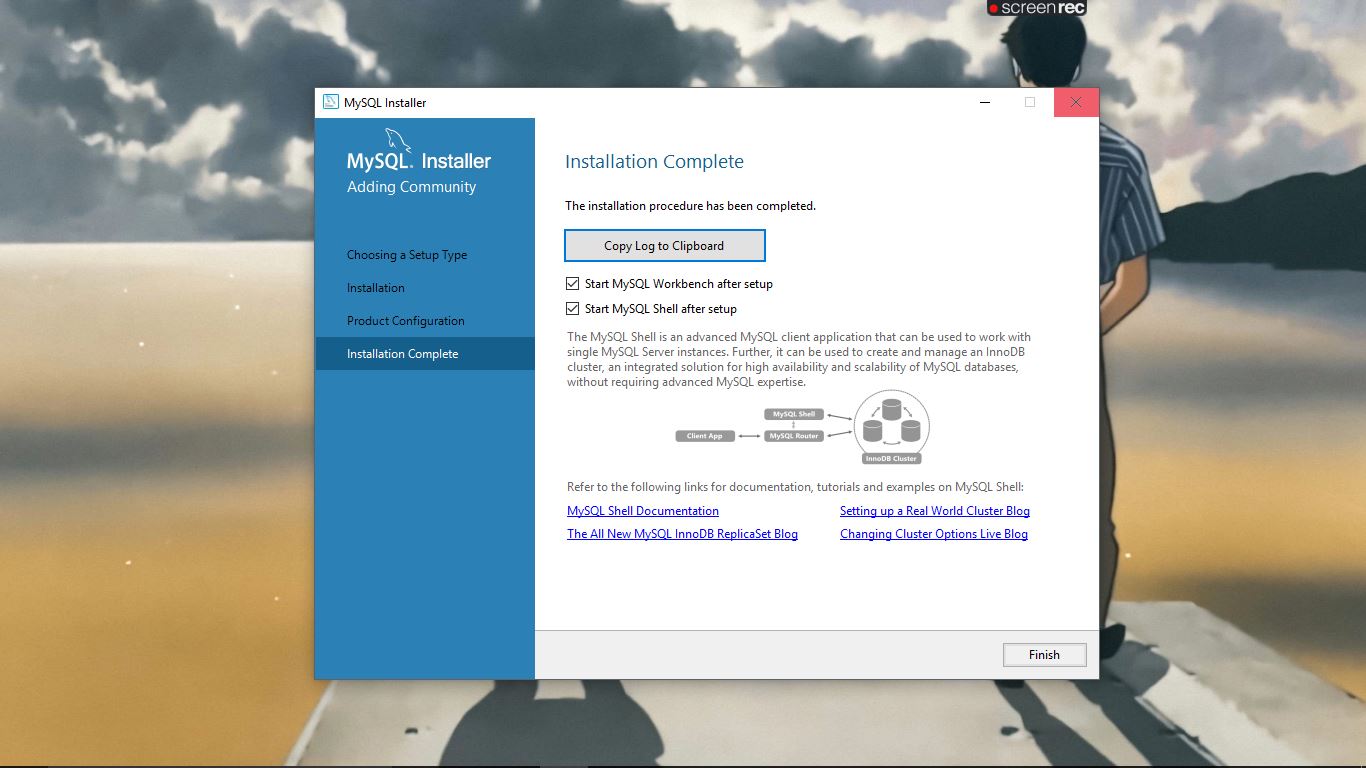 screenrec
MySQL Installer
MySQL. Installer
Adding Community
Choosing a Setup Type
Installation
Product Configuration
Installation Complete
Installation Complete
The installation procedure has been completed.
Copy Log to Clipboard
Start MySQL Workbench after setup
Start MySQL Shell after setup
The MySQL Shell is an advanced MySQL client application that can be used to work with
single MySQL Server instances. Further, it can be used to create and manage an InnoDB
cluster, an integrated solution for high availability and scalability of MySQL databases,
without requiring advanced MySQL expertise.
MySQL Shell
Client App
MySQL Router
InnoDB Cluster
Refer to the following links for documentation, tutorials and examples on MySQL Shell:
MySQL Shell Documentation
Setting up a Real World Cluster Blog
The All New MySQL InnoDB ReplicaSet Blog
Changing Cluster Options Live Blog
Finish